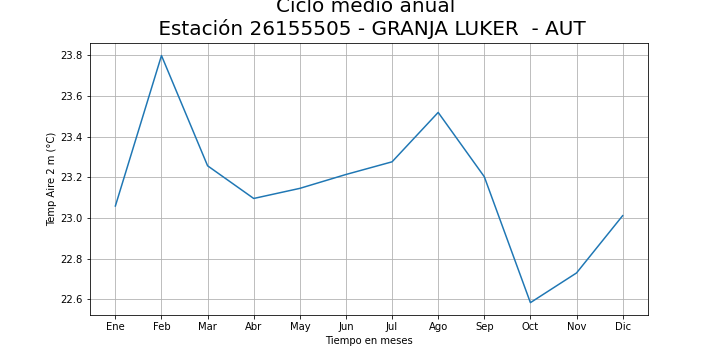 Ciclo medio anual
Estación 26155505 - GRANJA LUKER  - AUT
23.8
23.6
23.4
23.2
23.0
22.8
22.6
Temp Aire 2 m (°C)
Ene Feb Mar Abr May Jun Jul Ago Sep Oct Nov Dic
Tiempo en meses